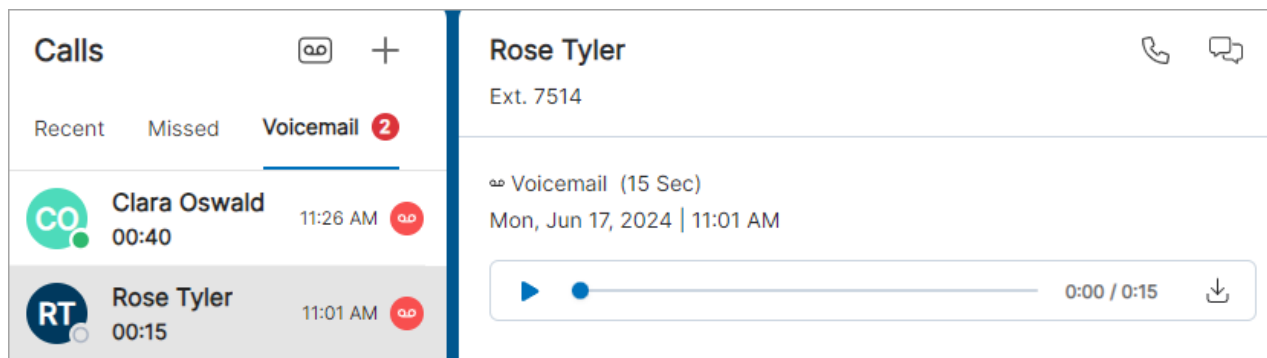 Calls
Recent Missed Voicemail 2
CO Clara Oswald 11:26 AM
00:40
RT Rose Tyler 11:01 AM
00:15
Rose Tyler
Ext. 7514
Voicemail (15 Sec)
Mon, Jun 17, 2024 | 11:01 AM
0:00 / 0:15